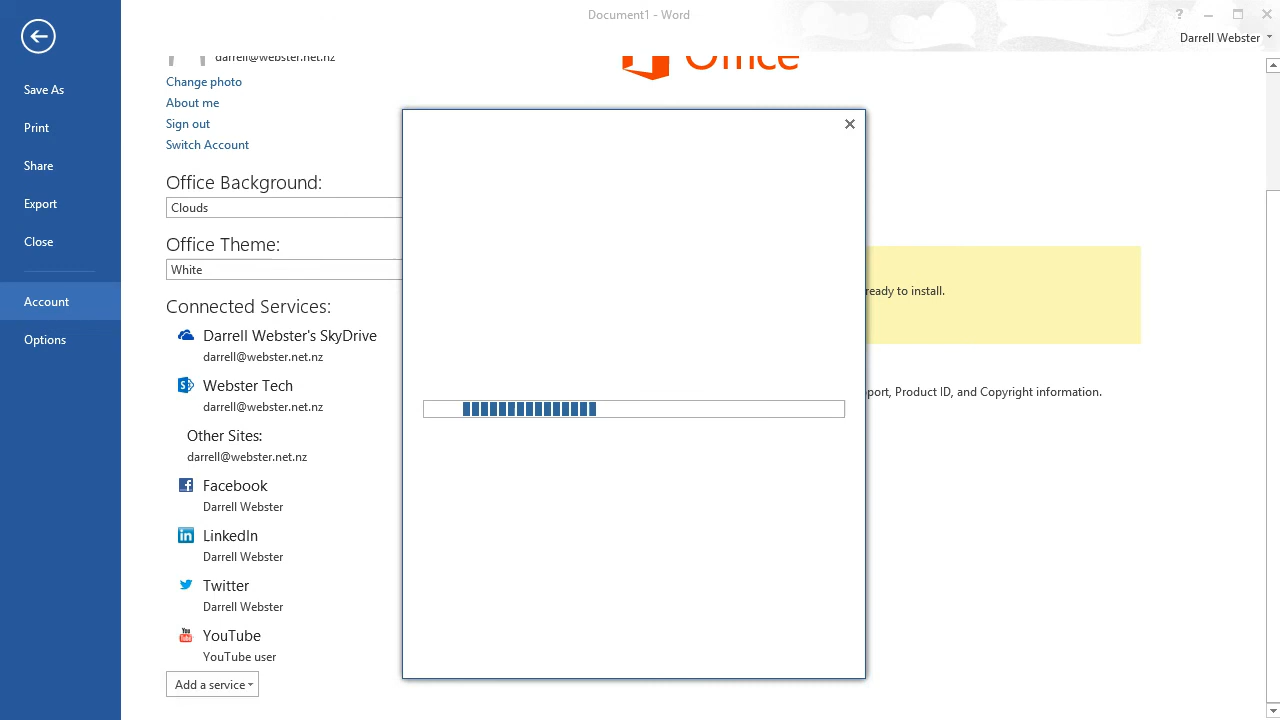 Document1 - Word
?
Darrell Webster
Save As
Print
Share
Export
Close
Account
Options
darrell@webster.net.nz
Office
Change photo
About me
Sign out
Switch Account
Office Background:
Clouds
Office Theme:
White
Connected Services:
Darrell Webster's SkyDrive
darrell@webster.net.nz
Webster Tech
darrell@webster.net.nz
Other Sites:
darrell@webster.net.nz
Facebook
Darrell Webster
LinkedIn
Darrell Webster
Twitter
Darrell Webster
YouTube
YouTube user
Add a service
ready to install.
port, Product ID, and Copyright information.